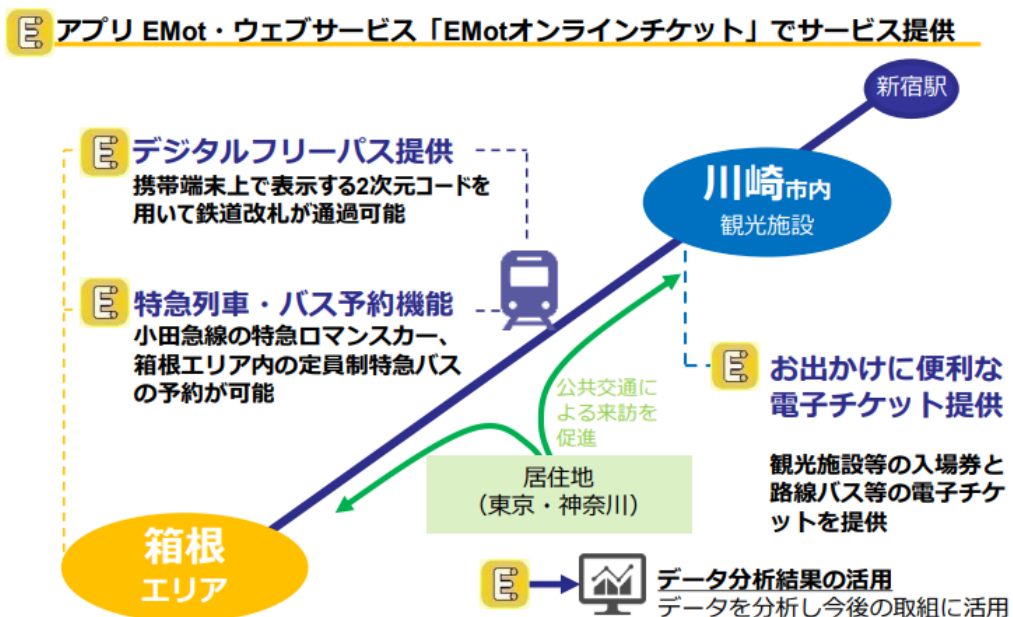 アプリ EMot・ウェブサービス「EMotオンラインチケット」でサービス提供
新宿駅
デジタルフリーパス提供
携帯端末上で表示する2次元コードを
用いて鉄道改札が通過可能
川崎市内
観光施設
特急列車・バス予約機能
小田急線の特急ロマンスカー、
箱根エリア内の定員制特急バス
の予約が可能
お出かけに便利な
電子チケット提供
公共交通に
よる来訪を
促進
観光施設等の入場券と
路線バス等の電子チケ
ットを提供
居住地
（東京・神奈川）
箱根
エリア
データ分析結果の活用
データを分析し今後の取組に活用